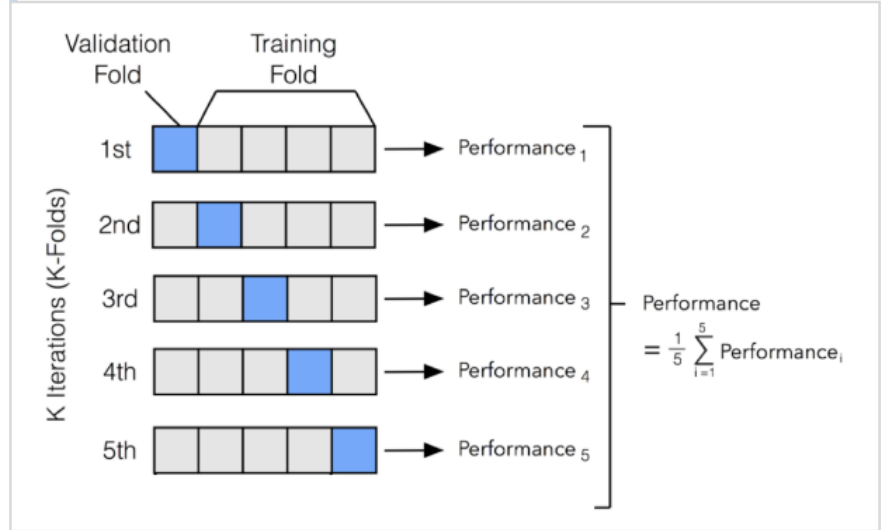 Validation
Fold
Training
Fold
K Iterations (K-Folds)
1st
Performance 1
2nd
Performance 2
3rd
Performance 3
4th
Performance 4
5th
Performance 5
Performance
= 1/5 5∑i=1 Performance i